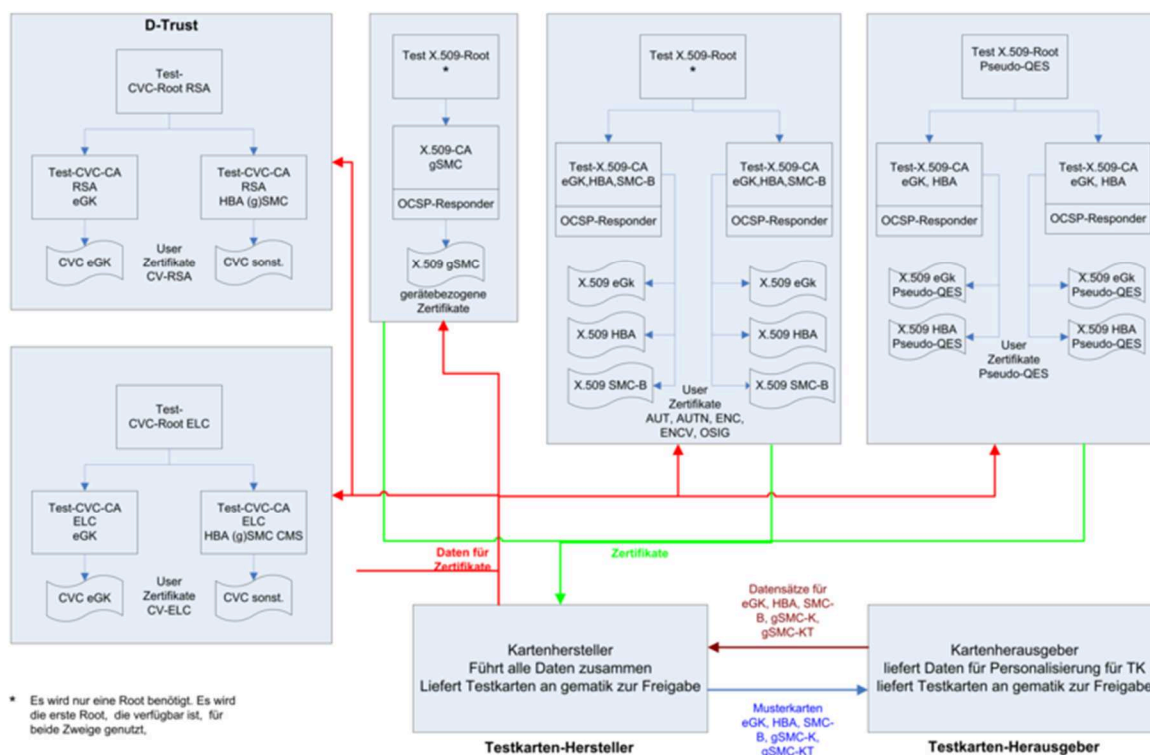 D-Trust
Test-
CVC-Root RSA
Test-CVC-CA
RSA
eGK
Test-CVC-CA
RSA
HBA (g)SMC
CVC eGK
User
Zertifikate
CV-RSA
CVC sonst.
Test X.509-Root
*
X.509-CA
gSMC
OCSP-Responder
X.509 gSMC
gerätebezogene
Zertifikate
Test X.509-Root
*
Test-X.509-CA
eGK,HBA,SMC-B
OCSP-Responder
Test-X.509-CA
eGK,HBA,SMC-B
OCSP-Responder
X.509 eGk
X.509 eGk
X.509 HBA
X.509 HBA
X.509 SMC-B
X.509 SMC-B
User
Zertifikate
AUT, AUTN, ENC,
ENCV, OSIG
Test X.509-Root
Pseudo-QES
Test-X.509-CA
eGK, HBA
OCSP-Responder
Test-X.509-CA
eGK, HBA
OCSP-Responder
X.509 eGk
Pseudo-QES
X.509 eGk
Pseudo-QES
X.509 HBA
Pseudo-QES
X.509 HBA
Pseudo-QES
User
Zertifikate
Pseudo-QES
Test-
CVC-Root ELC
Test-CVC-CA
ELC
eGK
Test-CVC-CA
ELC
HBA (g)SMC CMS
CVC eGK
User
Zertifikate
CV-ELC
CVC sonst.
Daten für
Zertifikate
Zertifikate
Datensätze für
eGK, HBA, SMC-
B, gSMC-K,
gSMC-KT
Kartenhersteller
Führt alle Daten zusammen
Liefert Testkarten an gematik zur Freigabe
Kartenherausgeber
liefert Daten für Personalisierung für TK
liefert Testkarten an gematik zur Freigabe
Musterkarten
eGK, HBA, SMC-
B, gSMC-K,
gSMC-KT
Testkarten-Hersteller
Testkarten-Herausgeber
* Es wird nur eine Root benötigt. Es wird
die erste Root, die verfügbar ist, für
beide Zweige genutzt,